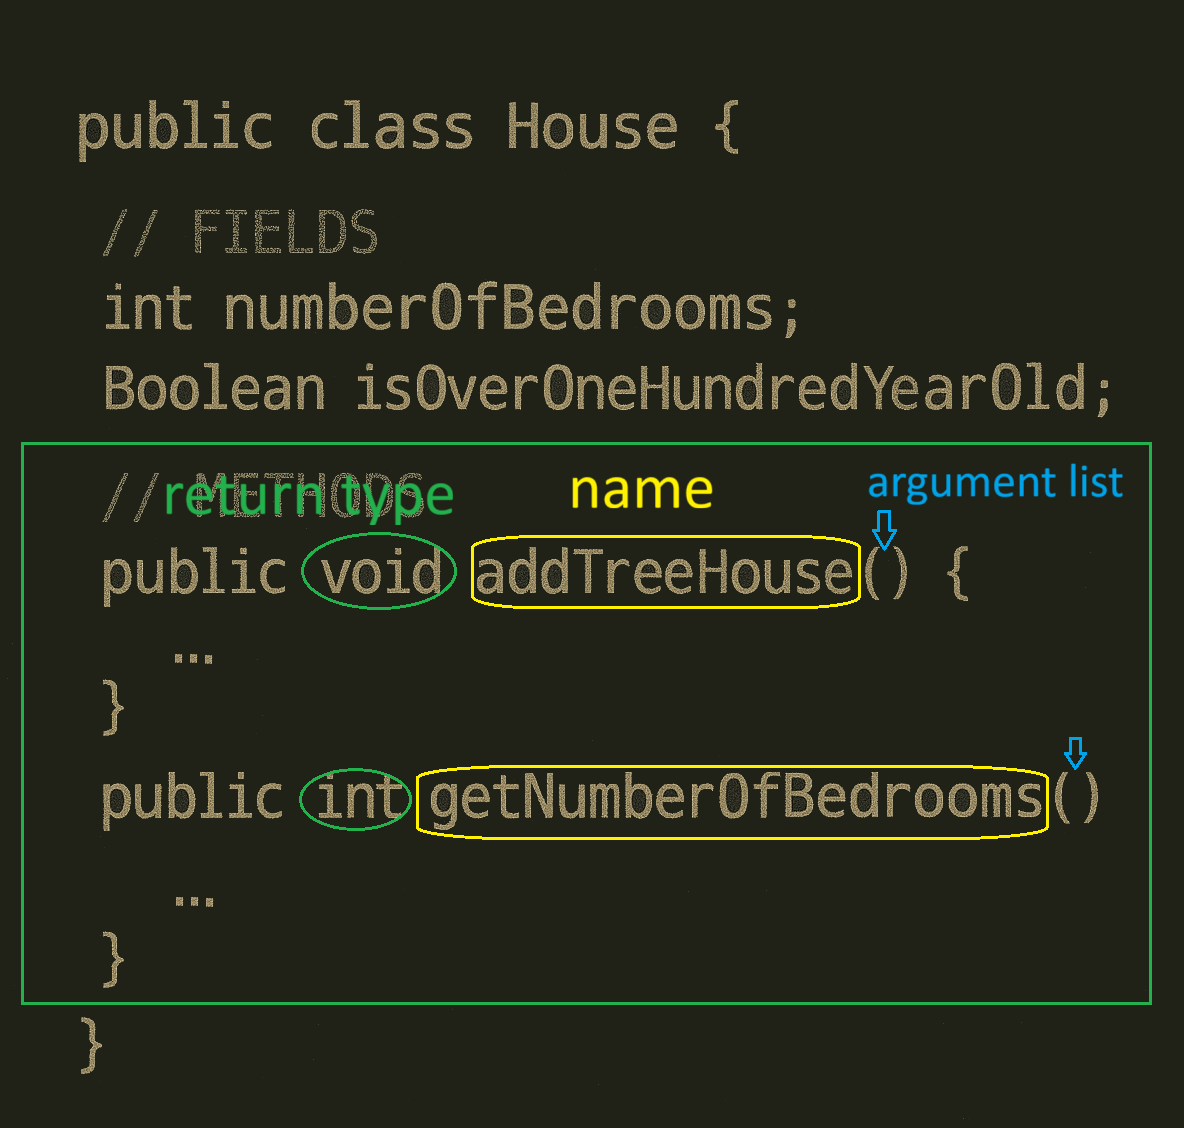 public class House {
// FIELDS
int numberOfBedrooms;
Boolean isOverOneHundredYearOld;
// METHODS
return type name argument list
public void addTreeHouse() {
...
}
public int getNumberOfBedrooms()
...
}
}